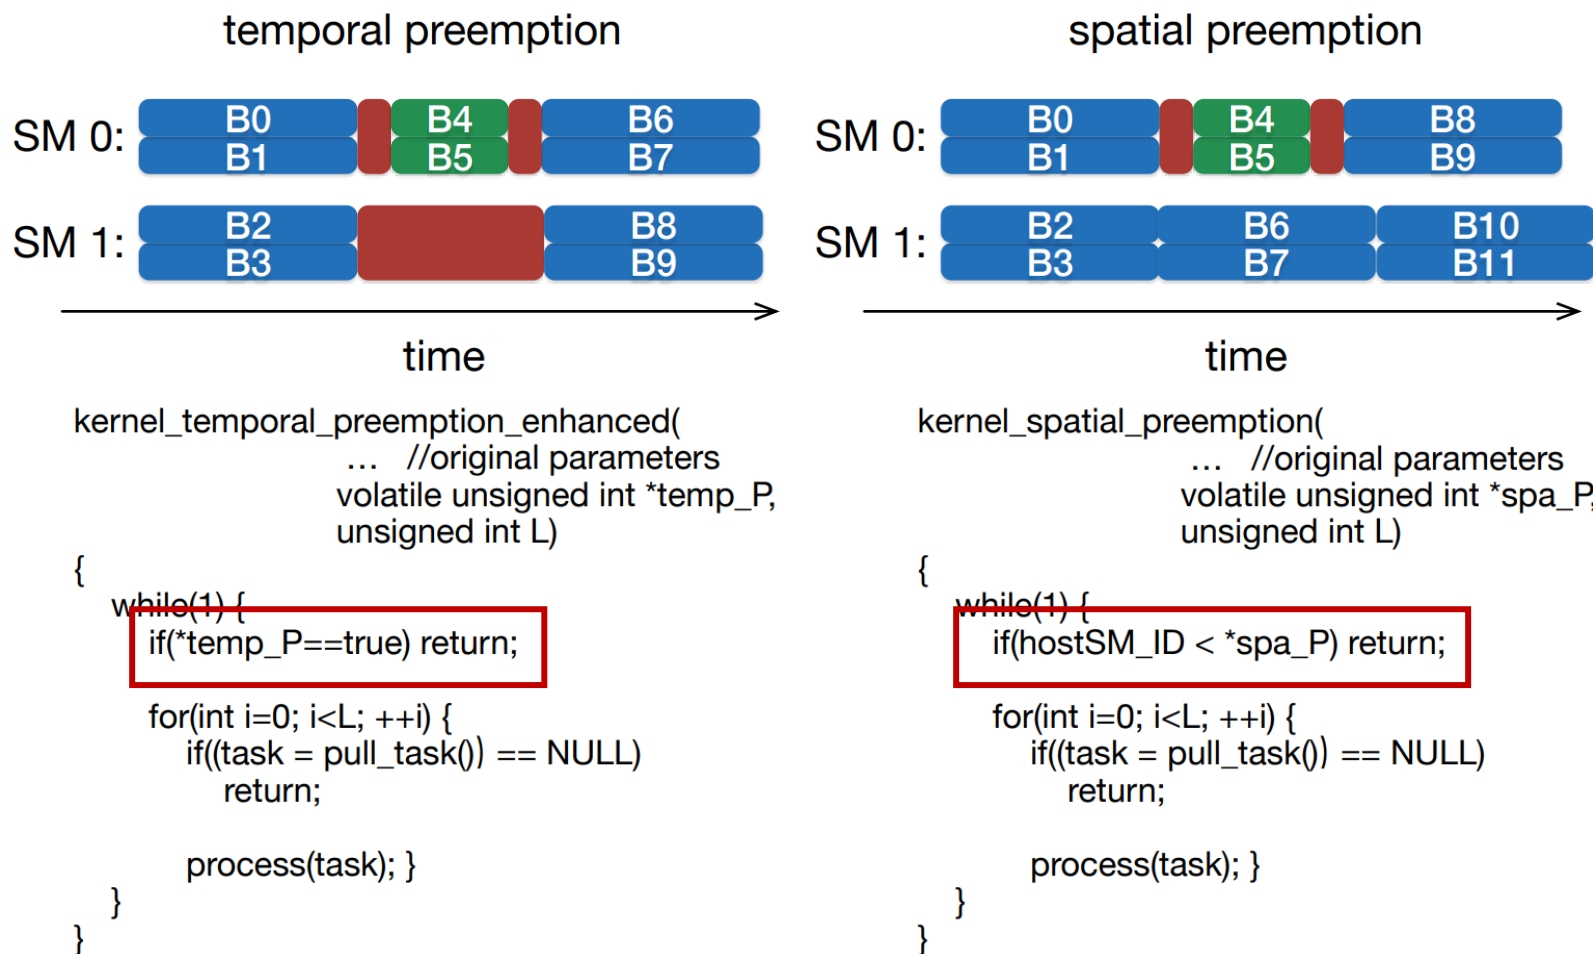 temporal preemption
SM 0:
B0
B4
B6
B1
B5
B7
SM 1:
B2
B8
B3
B9
time
kernel_temporal_preemption_enhanced(
… //original parameters
volatile unsigned int *temp_P,
unsigned int L)
{
while(1) {
if(*temp_P==true) return;
for(int i=0; i<L; ++i) {
if((task = pull_task()) == NULL)
return;
process(task); }
}
}
spatial preemption
SM 0:
B0
B4
B8
B1
B5
B9
SM 1:
B2
B6
B10
B3
B7
B11
time
kernel_spatial_preemption(
… //original parameters
volatile unsigned int *spa_P,
unsigned int L)
{
while(1) {
if(hostSM_ID < *spa_P) return;
for(int i=0; i<L; ++i) {
if((task = pull_task()) == NULL)
return;
process(task); }
}
}